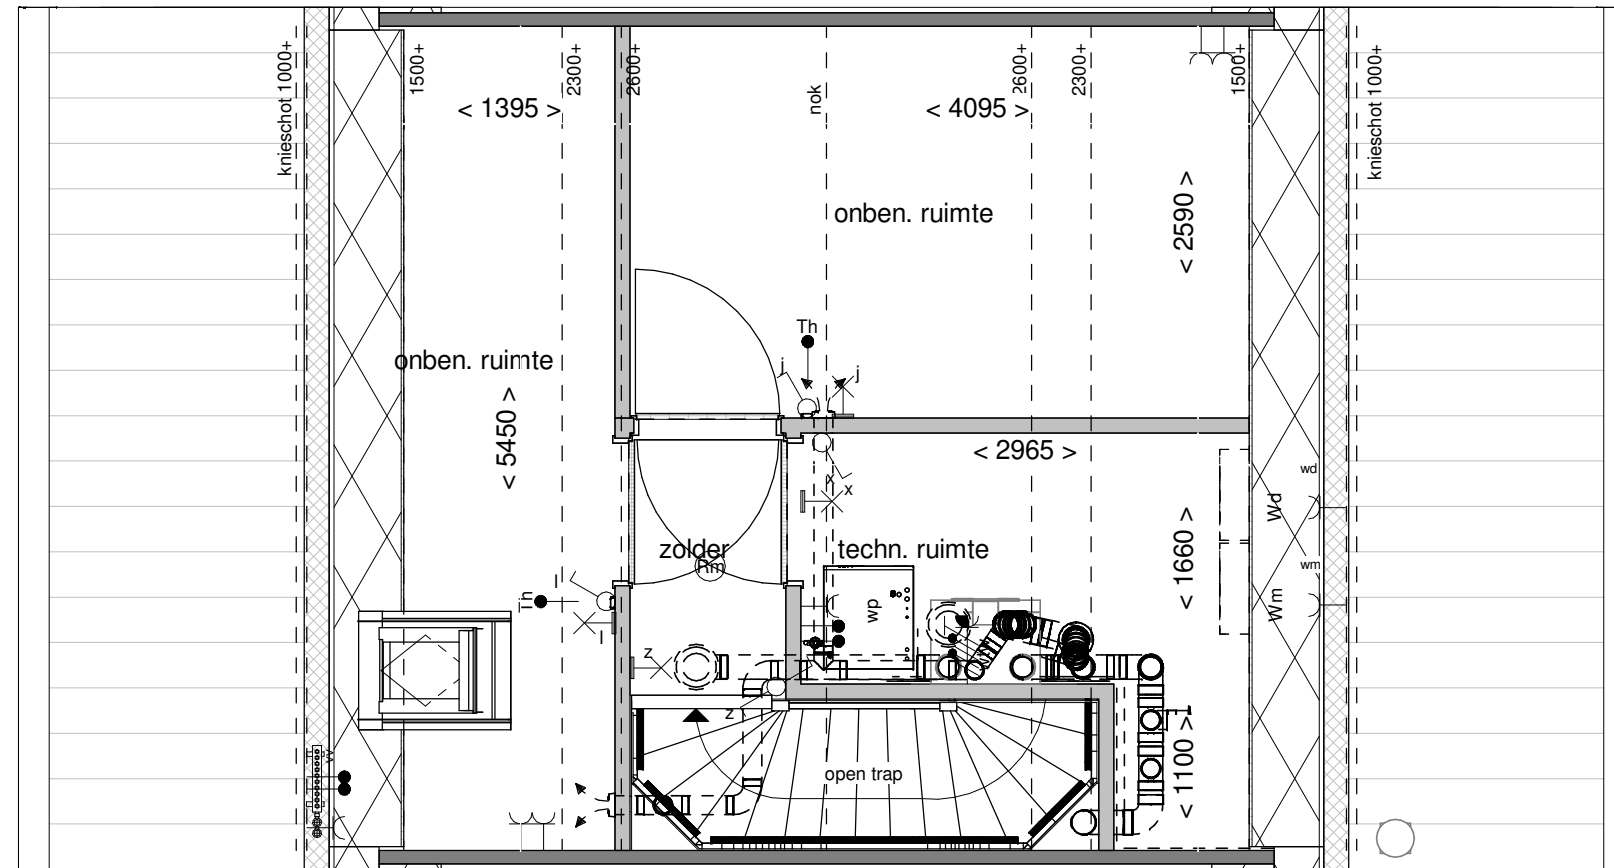 knieschot 1000+
1500+
2300+
2600+
nok
2600+
2300+
1500+
knieschot 1000+
< 1395 >
< 4095 >
onben. ruimte
< 2590 >
Th
j
j
onben. ruimte
< 5450 >
< 2965 >
x
x
wd
Wd
zolder
Rm
techn. ruimte
< 1660 >
wm
Wm
wp
Th
l
l
z
z
open trap
< 1100 >